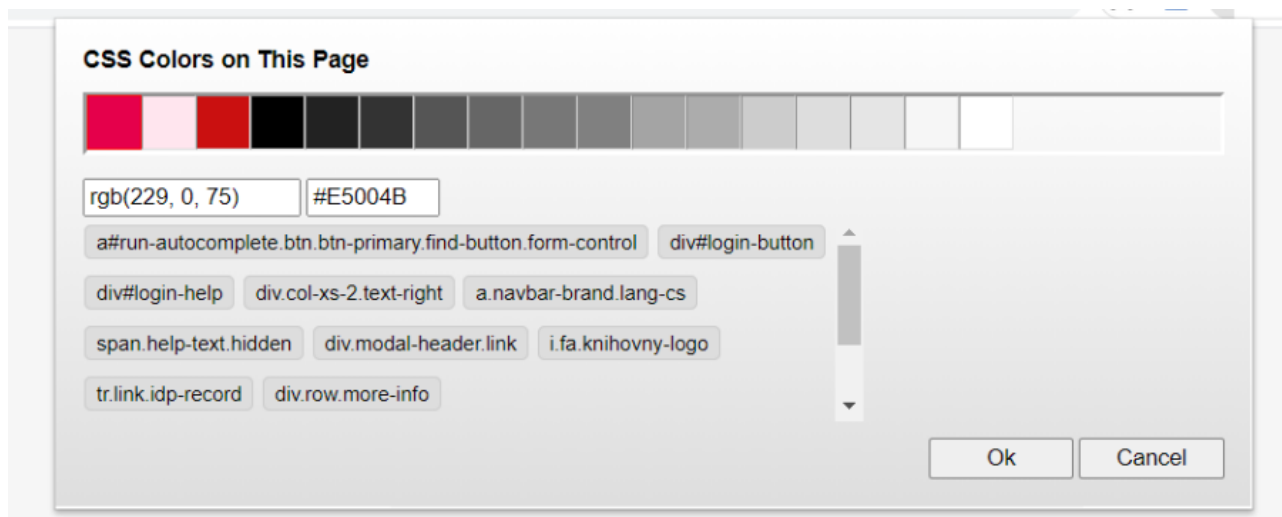 CSS Colors on This Page
rgb(229, 0, 75) #E5004B
a#run-autocomplete.btn.btn-primary.find-button.form-control div#login-button
div#login-help div.col-xs-2.text-right a.navbar-brand.lang-cs
span.help-text.hidden div.modal-header.link i.fa.knihovny-logo
tr.link.idp-record div.row.more-info
Ok Cancel